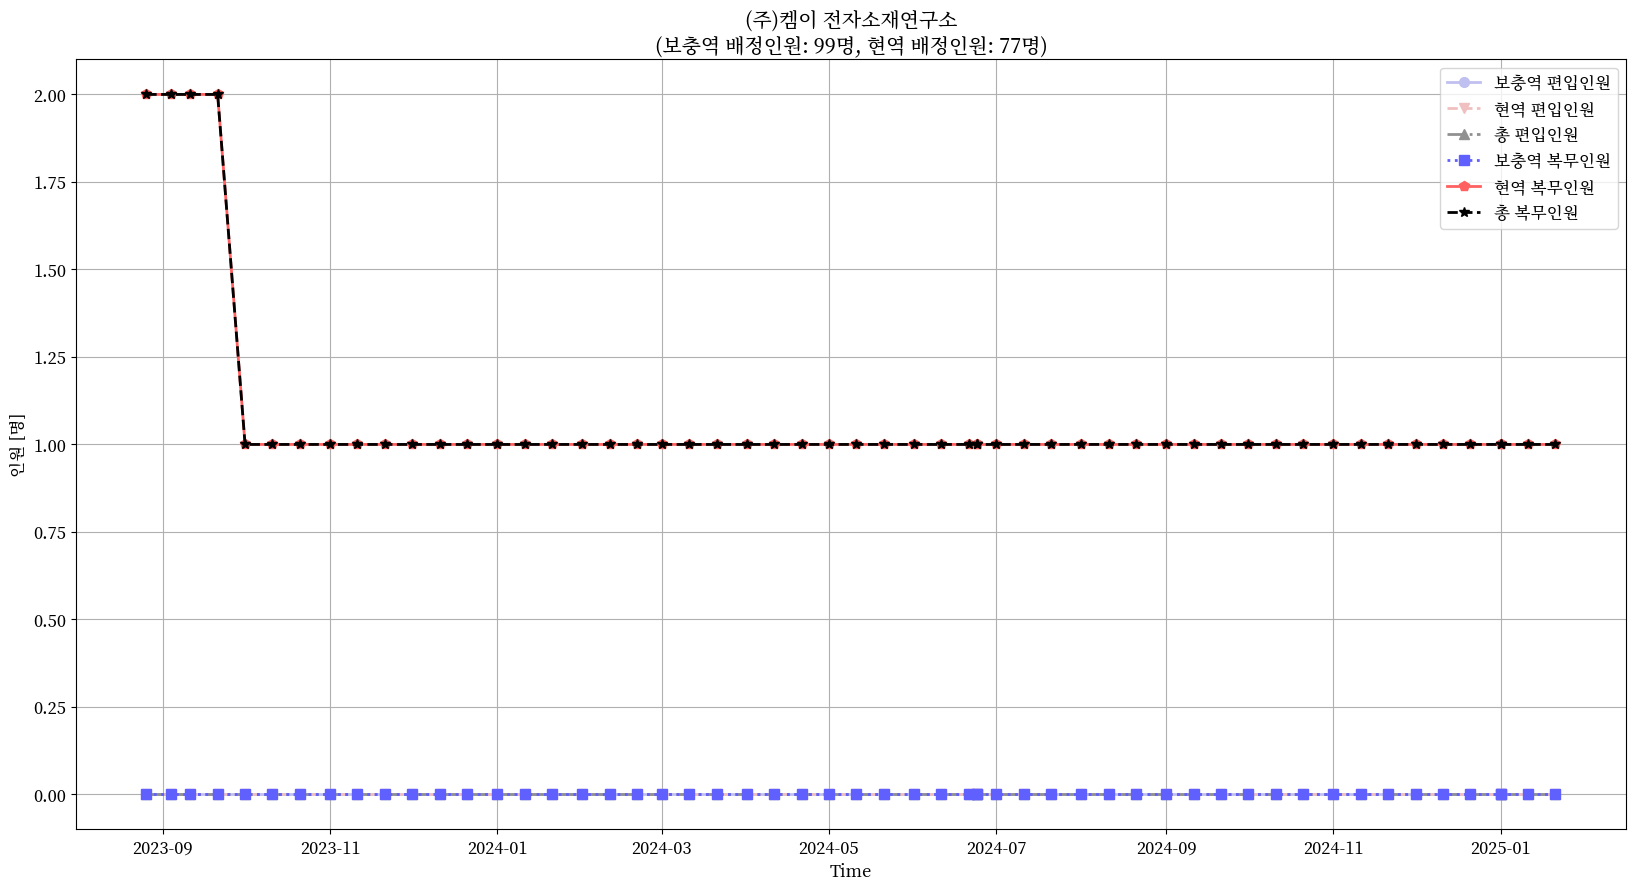 (주)켐이 전자소재연구소
(보충역 배정인원: 99명, 현역 배정인원: 77명)
보충역 편입인원
현역 편입인원
총 편입인원
보충역 복무인원
현역 복무인원
총 복무인원
인원 [명]
2.00
1.75
1.50
1.25
1.00
0.75
0.50
0.25
0.00
2023-09 2023-11 2024-01 2024-03 2024-05 2024-07 2024-09 2024-11 2025-01
Time